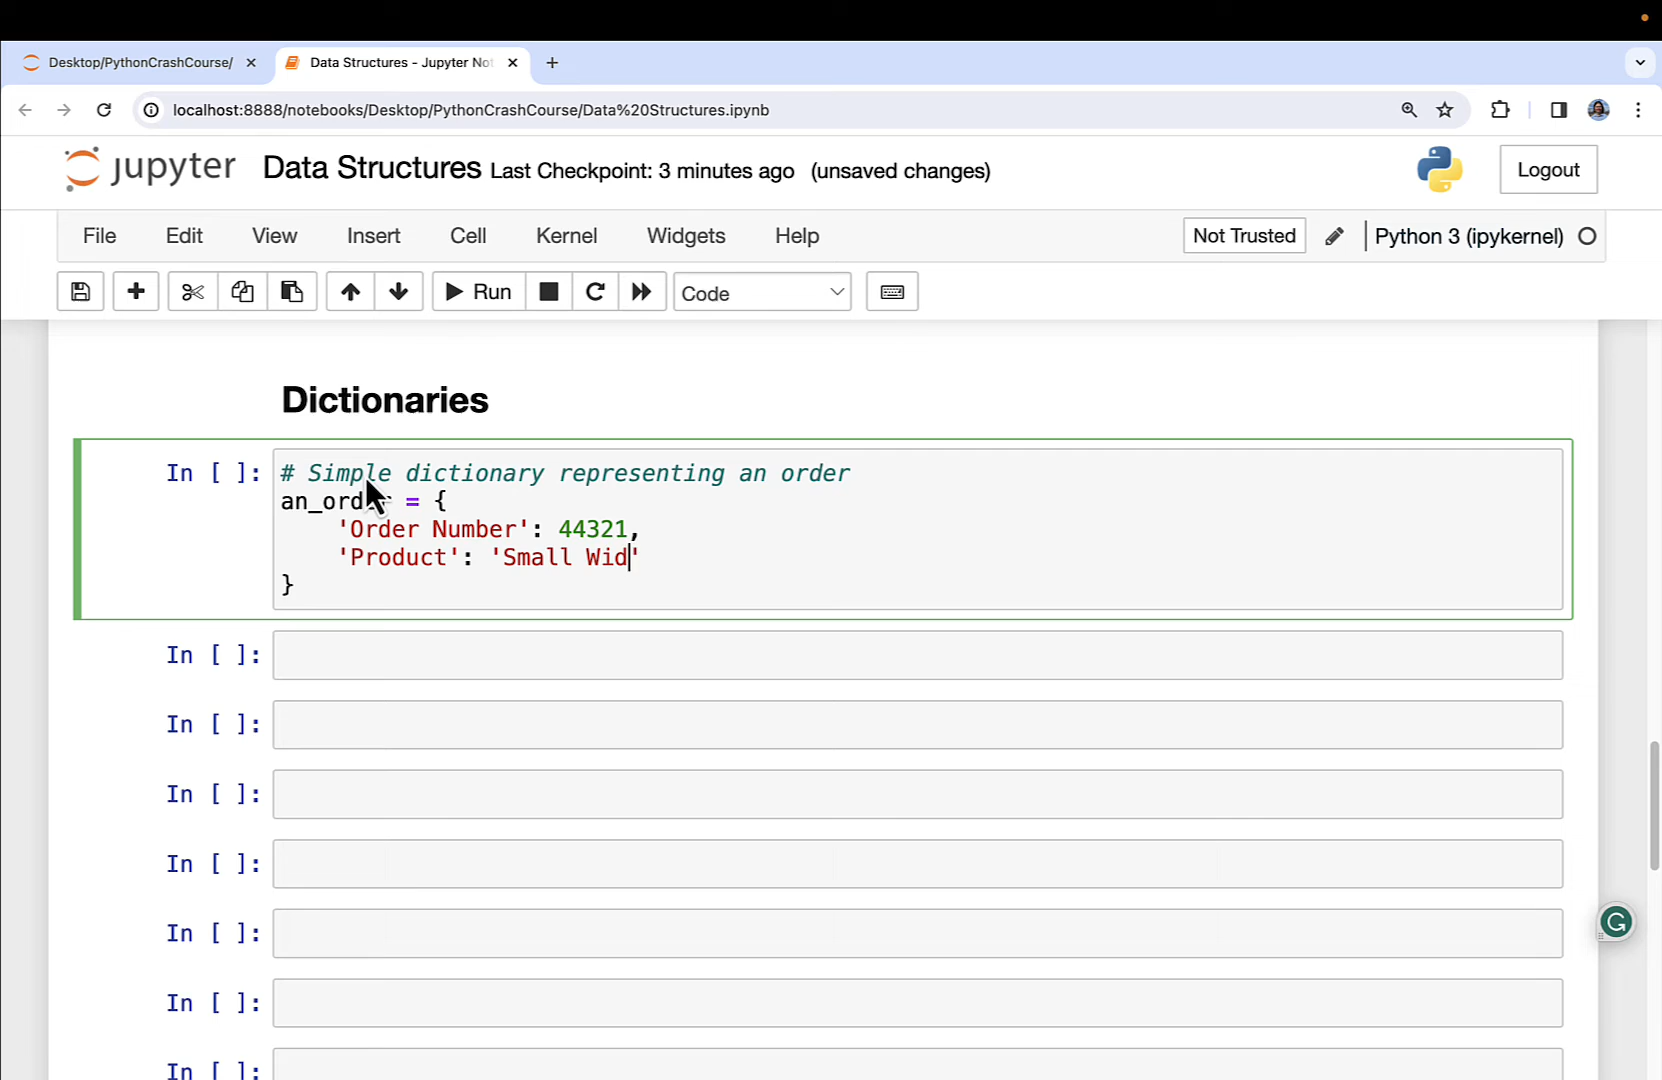 Desktop/PythonCrashCourse/
Data Structures - Jupyter Not
localhost:8888/notebooks/Desktop/PythonCrashCourse/Data%20Structures.ipynb
jupyter Data Structures Last Checkpoint: 3 minutes ago (unsaved changes) Logout
File Edit View Insert Cell Kernel Widgets Help Not Trusted Python 3 (ipykernel)
Run Code
Dictionaries
In [ ]: # Simple dictionary representing an order
an_order = {
'Order Number': 44321,
'Product': 'Small Wid'
}
In [ ]:
In [ ]:
In [ ]:
In [ ]:
In [ ]:
In [ ]:
In [ ]: